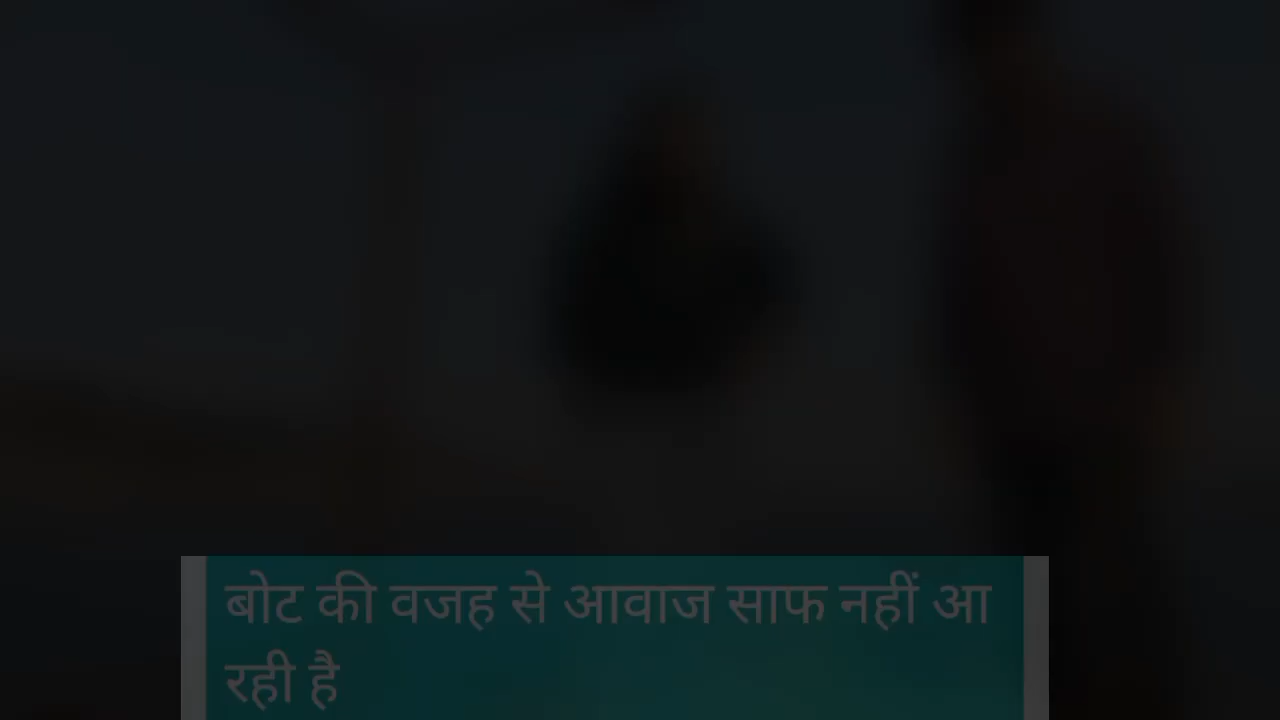 बोट की वजह से आवाज साफ नहीं आ
रही है